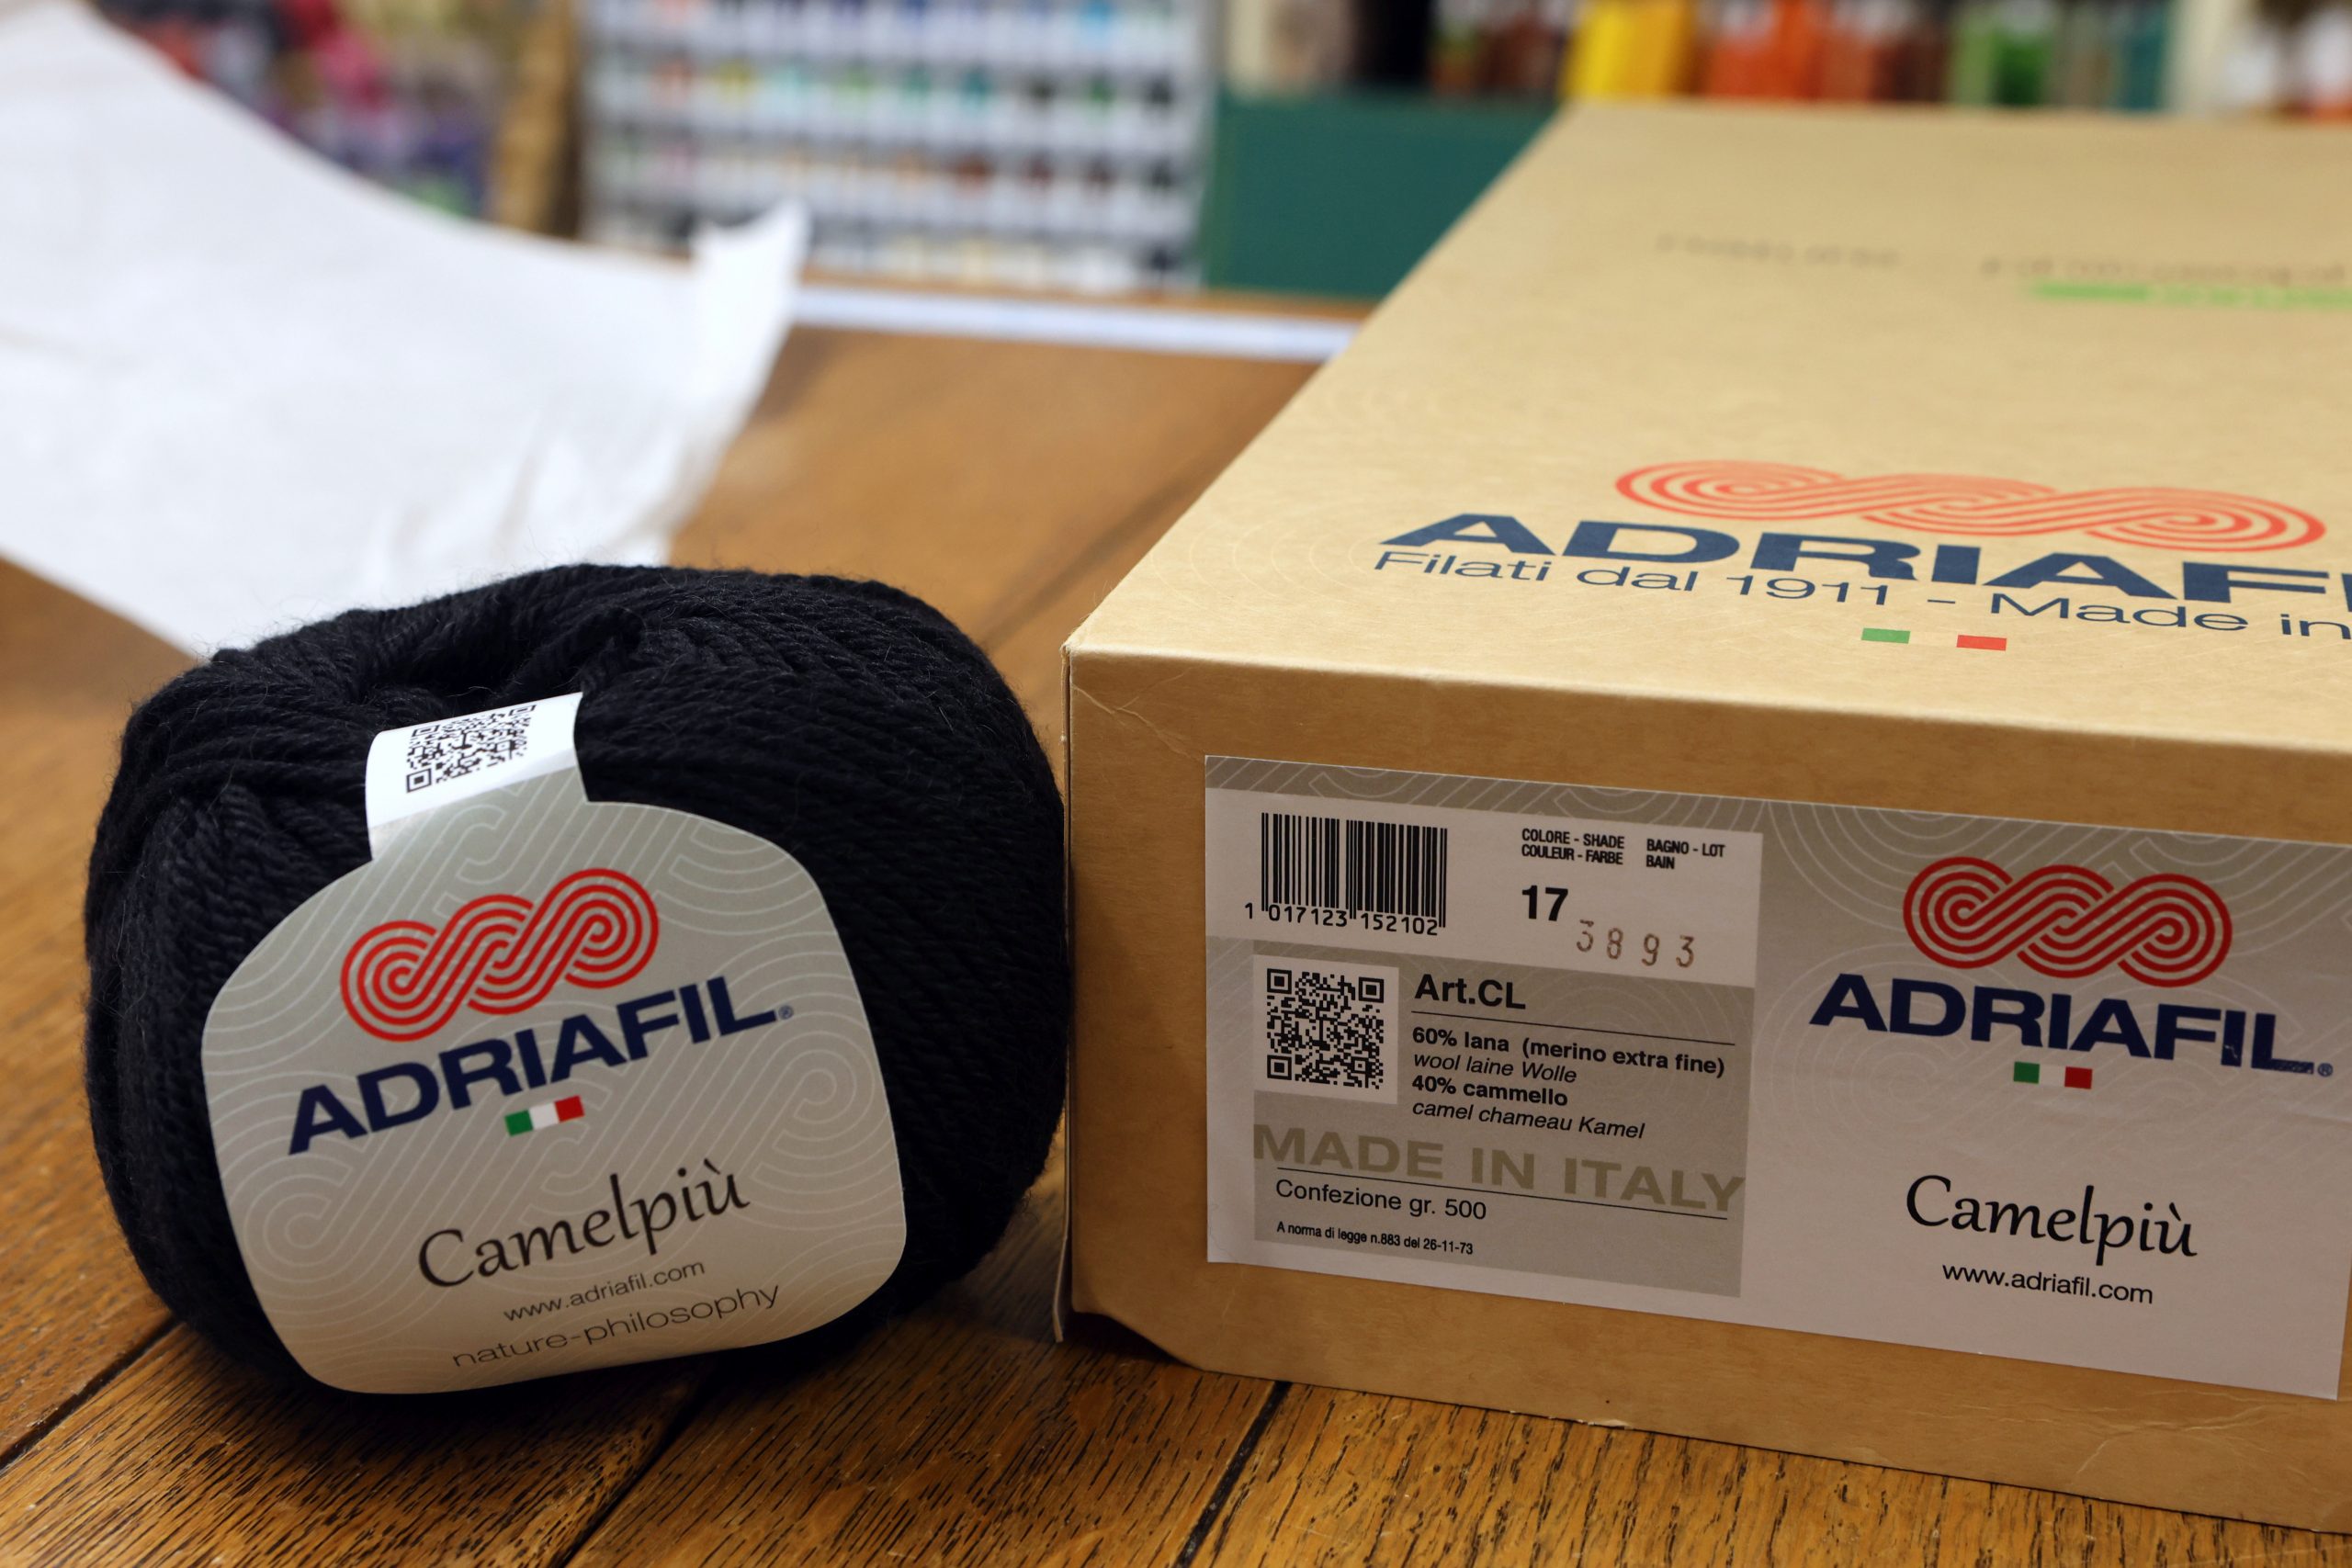 ADRIAFIL®
Camelpiù
www.adriafil.com
nature-philosophy
ADRIAF
Filati dal 1911 - Made in
COLORE - SHADE BAGNO - LOT
COULEUR - FARBE BAIN
17 3893
1 017123 152102
Art.CL
60% lana (merino extra fine)
wool laine Wolle
40% cammello
camel chameau Kamel
MADE IN ITALY
Confezione gr. 500
A norma di legge n.883 del 26-11-73
ADRIAFIL®
Camelpiù
www.adriafil.com